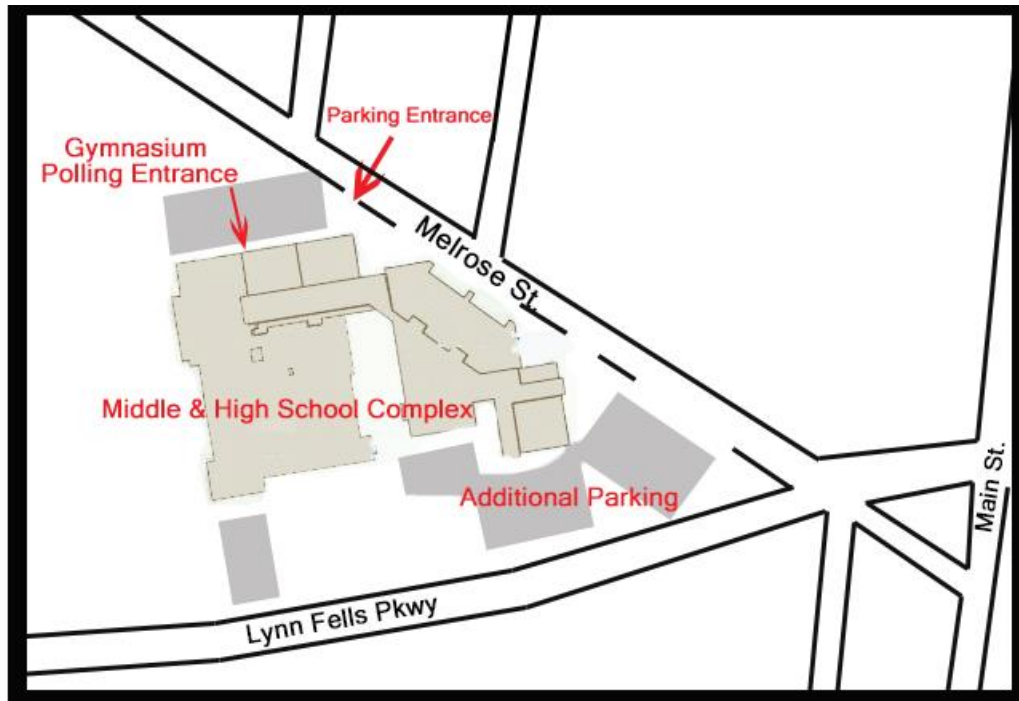 Parking Entrance
Gymnasium
Polling Entrance
Melrose St.
Middle & High School Complex
Additional Parking
Main St.
Lynn Fells Pkwy